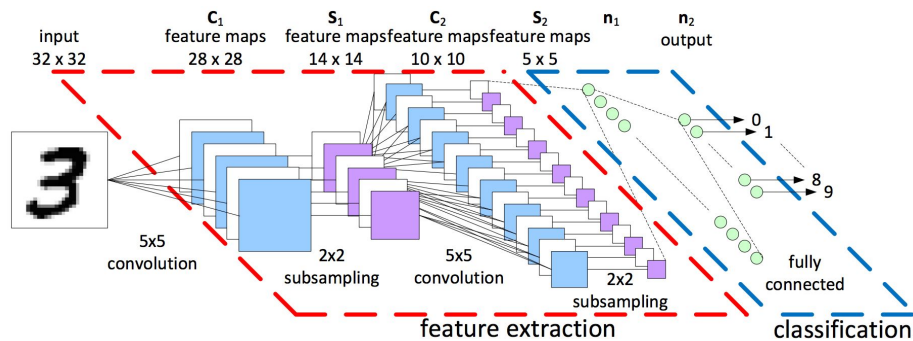 input
32 x 32
C1
feature maps
28 x 28
S1
feature maps
14 x 14
C2
feature maps
10 x 10
S2
feature maps
5 x 5
n1
n2
output
3
0
1
8
9
5x5
convolution
2x2
subsampling
5x5
convolution
2x2
subsampling
fully
connected
feature extraction
classification